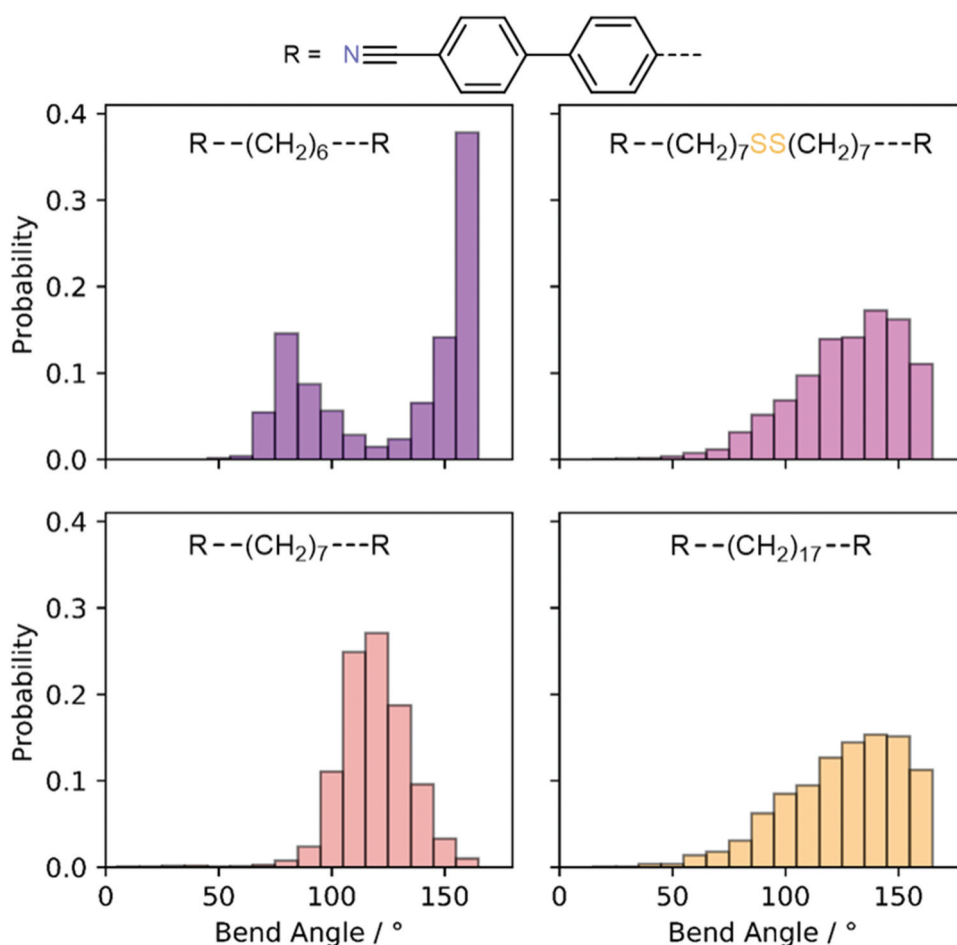 R = N
0.4
0.3
0.2
0.1
0.0
Probability
R--(CH₂)₆---R
R--(CH₂)₇SS(CH₂)₇---R
0.4
0.3
0.2
0.1
0.0
Probability
R--(CH₂)₇---R
R--(CH₂)₁₇--R
0 50 100 150
0 50 100 150
Bend Angle / °
Bend Angle / °